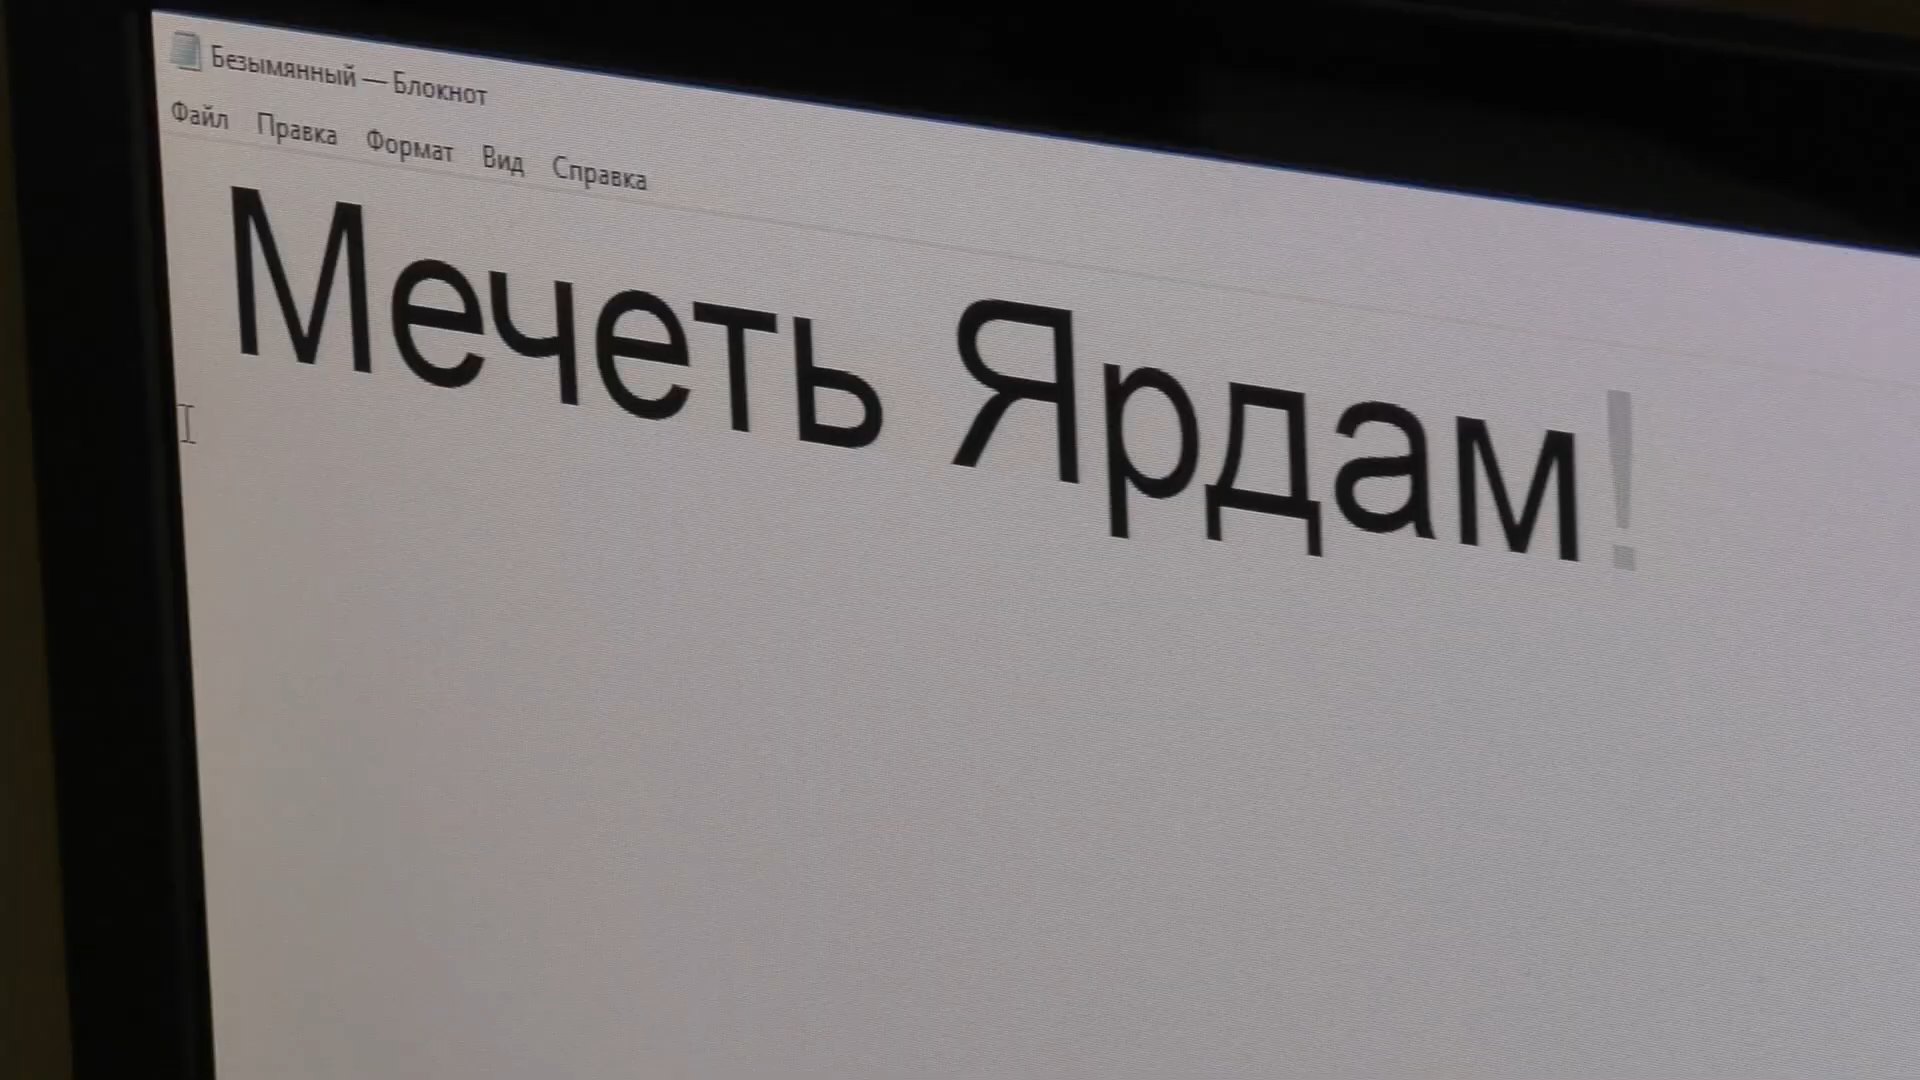 Безымянный — Блокнот
Файл Правка Формат Вид Справка
Мечеть Ярдам!